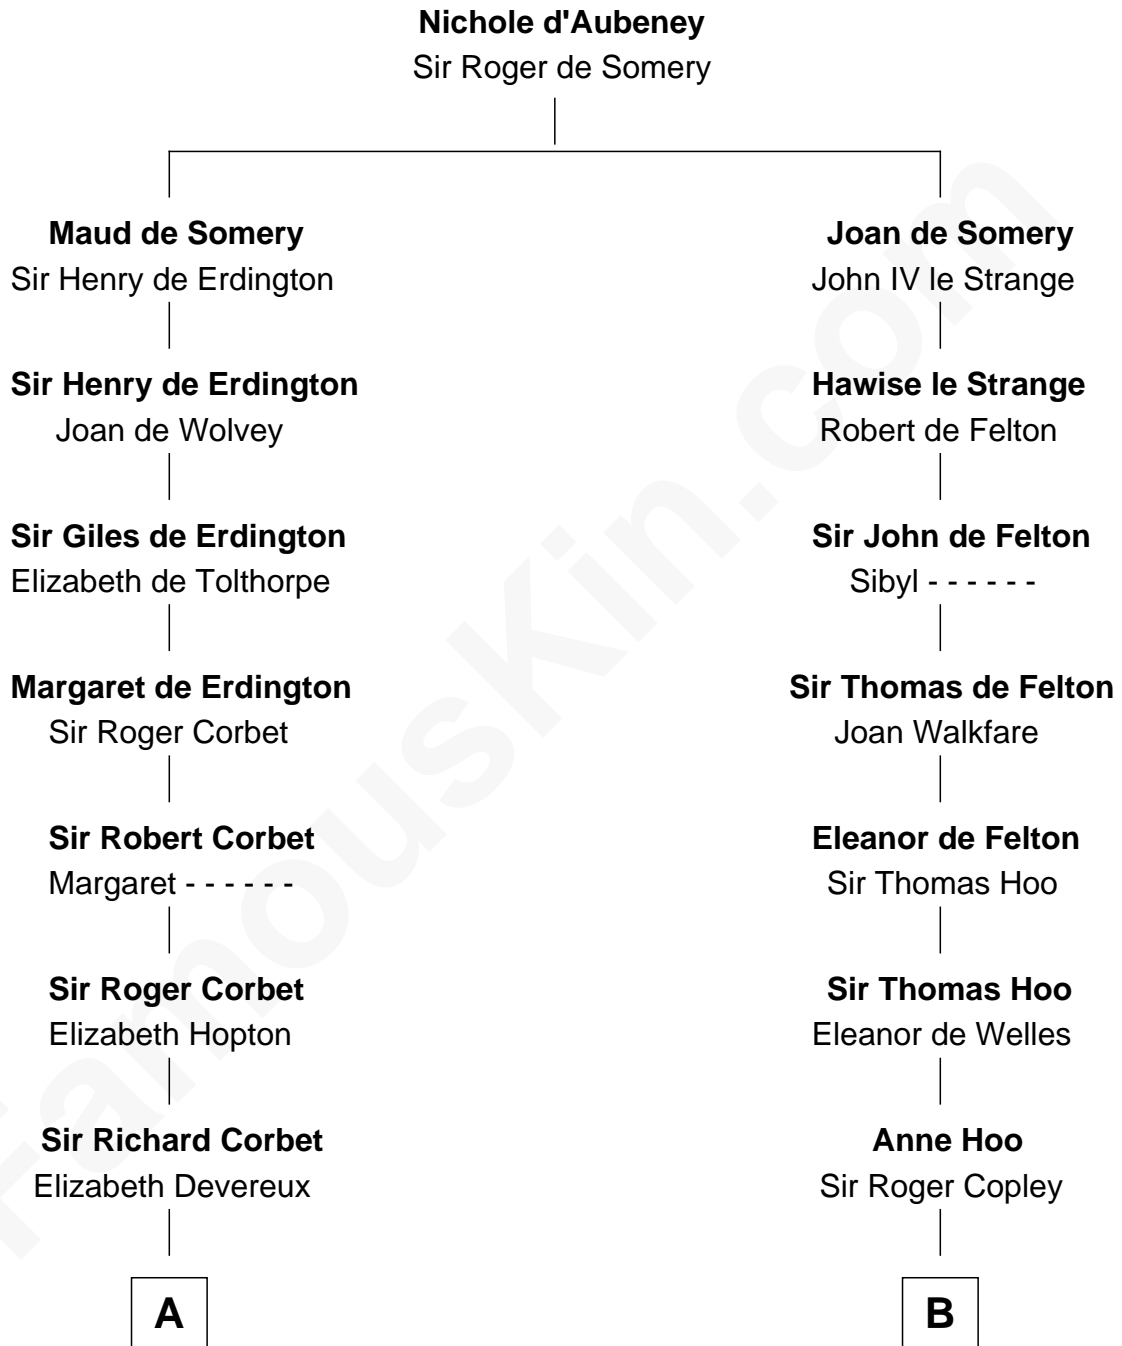 Nichole d'Aubeney
Sir Roger de Somery
Maud de Somery
Sir Henry de Erdington
Sir Henry de Erdington
Joan de Wolvey
Sir Giles de Erdington
Elizabeth de Tolthorpe
Margaret de Erdington
Sir Roger Corbet
Sir Robert Corbet
Margaret - - - - - -
Sir Roger Corbet
Elizabeth Hopton
Sir Richard Corbet
Elizabeth Devereux
A
Joan de Somery
John IV le Strange
Hawise le Strange
Robert de Felton
Sir John de Felton
Sibyl - - - - - -
Sir Thomas de Felton
Joan Walkfare
Eleanor de Felton
Sir Thomas Hoo
Sir Thomas Hoo
Eleanor de Welles
Anne Hoo
Sir Roger Copley
B
FamousKin.com